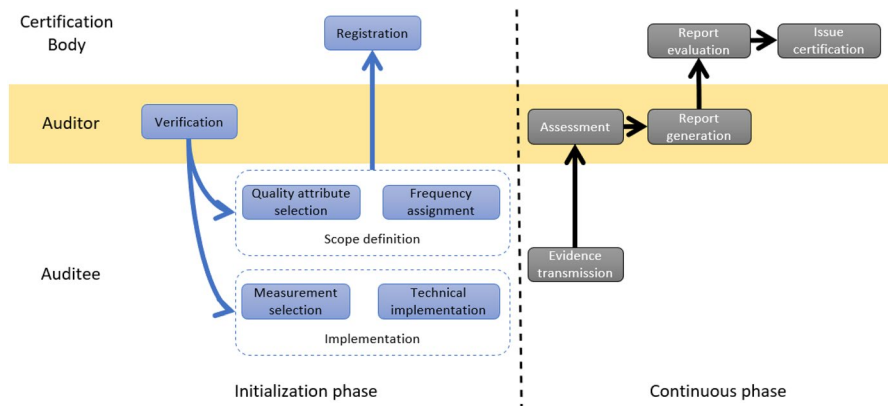 Certification
Body
Registration
Report
evaluation
Issue
certification
Auditor
Verification
Assessment
Report
generation
Auditee
Quality attribute
selection
Frequency
assignment
Scope definition
Evidence
transmission
Measurement
selection
Technical
implementation
Implementation
Initialization phase
Continuous phase